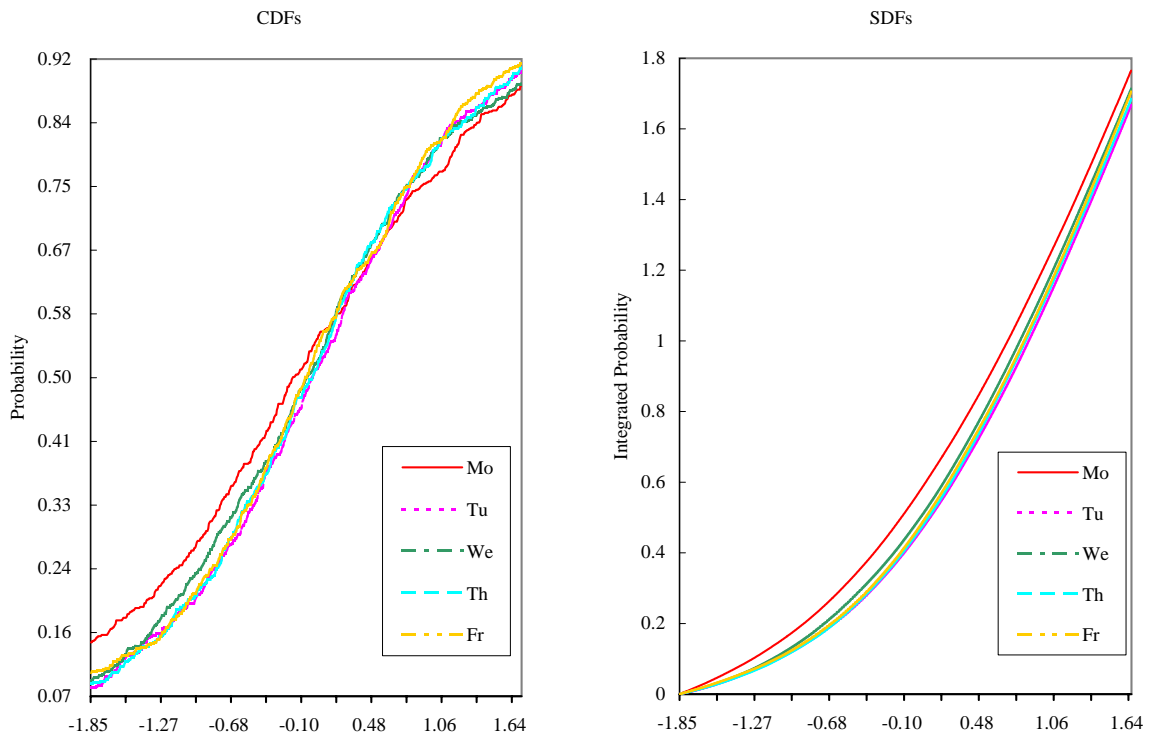 CDFs
Probability
0.92
0.84
0.75
0.67
0.58
0.50
0.41
0.33
0.24
0.16
0.07
-1.85 -1.27 -0.68 -0.10 0.48 1.06 1.64
Mo
Tu
We
Th
Fr
SDFs
Integrated Probability
1.8
1.6
1.4
1.2
1
0.8
0.6
0.4
0.2
0
-1.85 -1.27 -0.68 -0.10 0.48 1.06 1.64
Mo
Tu
We
Th
Fr